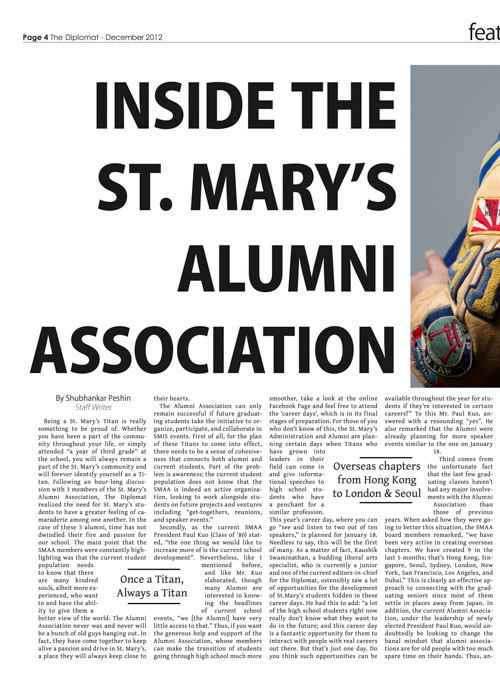 Page 4 The Diplomat - December 2012
feat
INSIDE THE
ST. MARY'S
ALUMNI
ASSOCIATION
By Shubhankar Peshin
Staff Writer
Being a St. Mary's Titan is really
something to be proud of. Whether
you have been a part of the commu-
nity throughout your life, or simply
attended "a year of third grade" at
the school, you will always remain a
part of the St. Mary's community and
will forever identify yourself as a Ti-
tan. Following an hour-long discus-
sion with 3 members of the St. Mary's
Alumni Association, The Diplomat
realized the need for St. Mary's stu-
dents to have a greater feeling of ca-
maraderie among one another. In the
case of these 3 alumni, time has not
dwindled their fire and passion for
our school. The main point that the
SMAA members were constantly high-
lighting was that the current student
population needs
to know that there
are many kindred
souls, albeit more ex-
perienced, who want
to and have the abil-
ity to give them a
better view of the world. The Alumni
Association never was and never will
be a bunch of old guys hanging out. In
fact, they have come together to keep
alive a passion and drive in St. Mary's,
a place they will always keep close to
Once a Titan,
Always a Titan
their hearts.
The Alumni Association can only
remain successful if future graduat-
ing students take the initiative to or-
ganize, participate, and collaborate in
SMIS events. First of all, for the plan
of these Titans to come into effect,
there needs to be a sense of cohesive-
ness that connects both alumni and
current students. Part of the prob-
lem is awareness; the current student
population does not know that the
SMAA is indeed an active organiza-
tion, looking to work alongside stu-
dents on future projects and ventures
including "get-togethers, reunions,
and speaker events."
Secondly, as the current SMAA
President Paul Kuo (Class of '80) stat-
ed, "the one thing we would like to
increase more of is the current school
development". Nevertheless, like I
mentioned before,
and like Mr. Kuo
elaborated, though
many Alumni are
interested in know-
ing the headlines
of current school
events, "we [the Alumni] have very
little access to that." Thus, if you want
the generous help and support of the
Alumni Association, whose members
can make the transition of students
going through high school much more
smoother, take a look at the online
Facebook Page and feel free to attend
the 'career days', which is in its final
stages of preparation. For those of you
who don't know of this, the St. Mary's
Administration and Alumni are plan-
ning certain days when Titans who
have grown into
leaders in their
field can come in
and give informa-
tional speeches to
high school stu-
dents who have
a penchant for a
similar profession.
This year's career day, where you can
go "see and listen to two out of ten
speakers," is planned for January 18.
Needless to say, this will be the first
of many. As a matter of fact, Kaushik
Swaminathan, a budding liberal arts
specialist, who is currently a junior
and one of the current editors-in-chief
for the Diplomat, ostensibly saw a lot
of opportunities for the development
of St.Mary's students hidden in these
career days. He had this to add: "a lot
of the high school students right now
really don't know what they want to
do in the future; and this career day
is a fantastic opportunity for them to
interact with people with real careers
out there. But that's just one day. Do
you think such opportunities can be
Overseas chapters
from Hong Kong
to London & Seoul
available throughout the year for stu-
dents if they're interested in certain
careers?" To this Mr. Paul Kuo, an-
swered with a resounding "yes". He
also remarked that the Alumni were
already planning for more speaker
events similar to the one on January
18.
Third comes from
the unfortunate fact
that the last few grad-
uating classes haven't
had any major involve-
ments with the Alumni
Association than
those of previous
years. When asked how they were go-
ing to better this situation, the SMAA
board members remarked, "we have
been very active in creating overseas
chapters. We have created 9 in the
last 5 months; that's Hong Kong, Sin-
gapore, Seoul, Sydney, London, New
York, San Francisco, Los Angeles, and
Dubai." This is clearly an effective ap-
proach to connecting with the grad-
uating seniors since most of them
settle in places away from Japan. In
addition, the current Alumni Associa-
tion, under the leadership of newly
elected President Paul Kuo, would un-
doubtedly be looking to change the
banal mindset that alumni associa-
tions are for old people with too much
spare time on their hands. Thus, an-